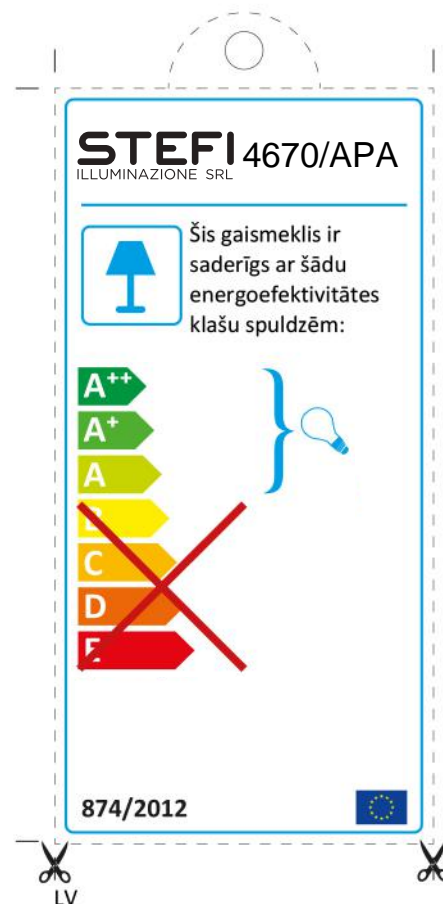 STEFI 4670/APA
ILLUMINAZIONE SRL
Šis gaismeklis ir
saderīgs ar šādu
energoefektivitātes
klašu spuldzēm:
A++
A+
A
B
C
D
E
874/2012
LV